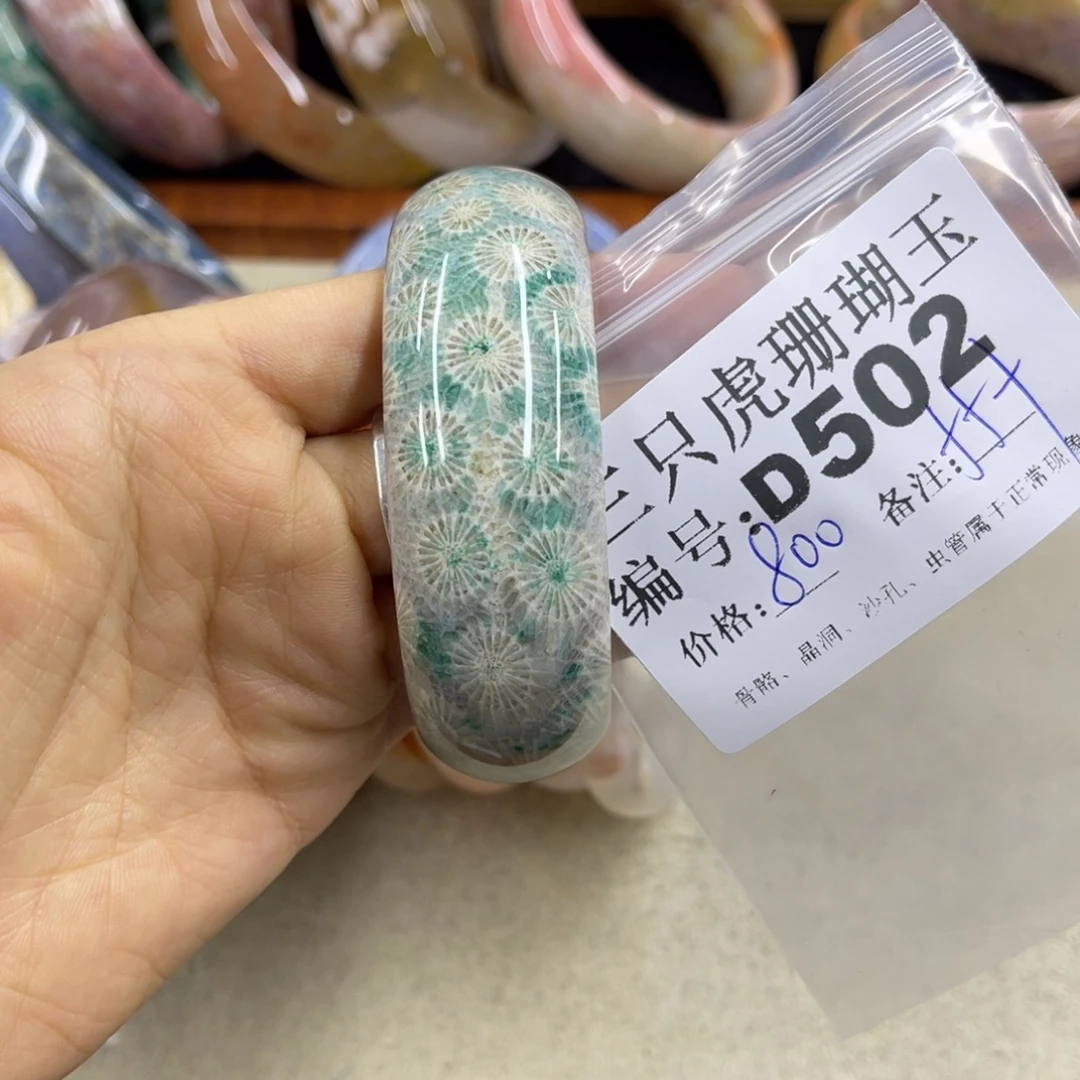 三只虎珊瑚玉
编号:D502
价格:800 备注:
骨骼、晶洞、沙孔、虫管属于正常现象